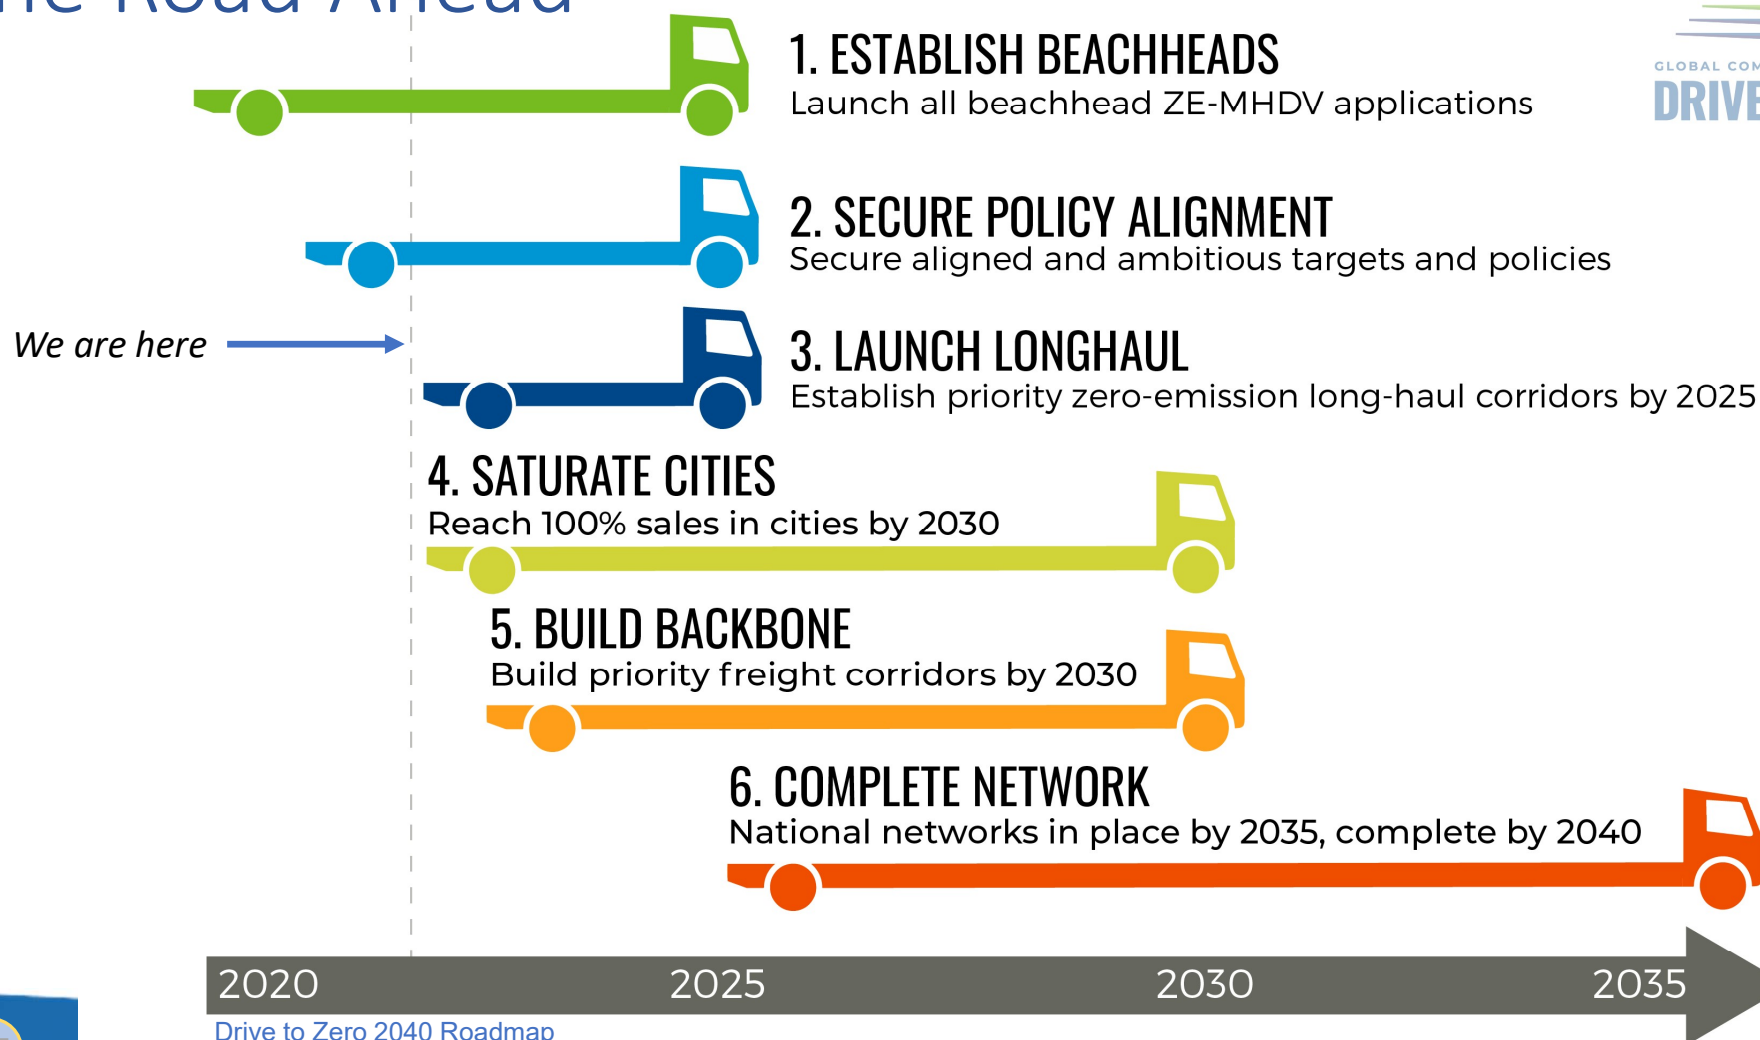 he Road Ahead
1. ESTABLISH BEACHHEADS
Launch all beachhead ZE-MHDV applications
GLOBAL COM
DRIVE
2. SECURE POLICY ALIGNMENT
Secure aligned and ambitious targets and policies
We are here
3. LAUNCH LONGHAUL
Establish priority zero-emission long-haul corridors by 2025
4. SATURATE CITIES
Reach 100% sales in cities by 2030
5. BUILD BACKBONE
Build priority freight corridors by 2030
6. COMPLETE NETWORK
National networks in place by 2035, complete by 2040
2020 2025 2030 2035
Drive to Zero 2040 Roadmap